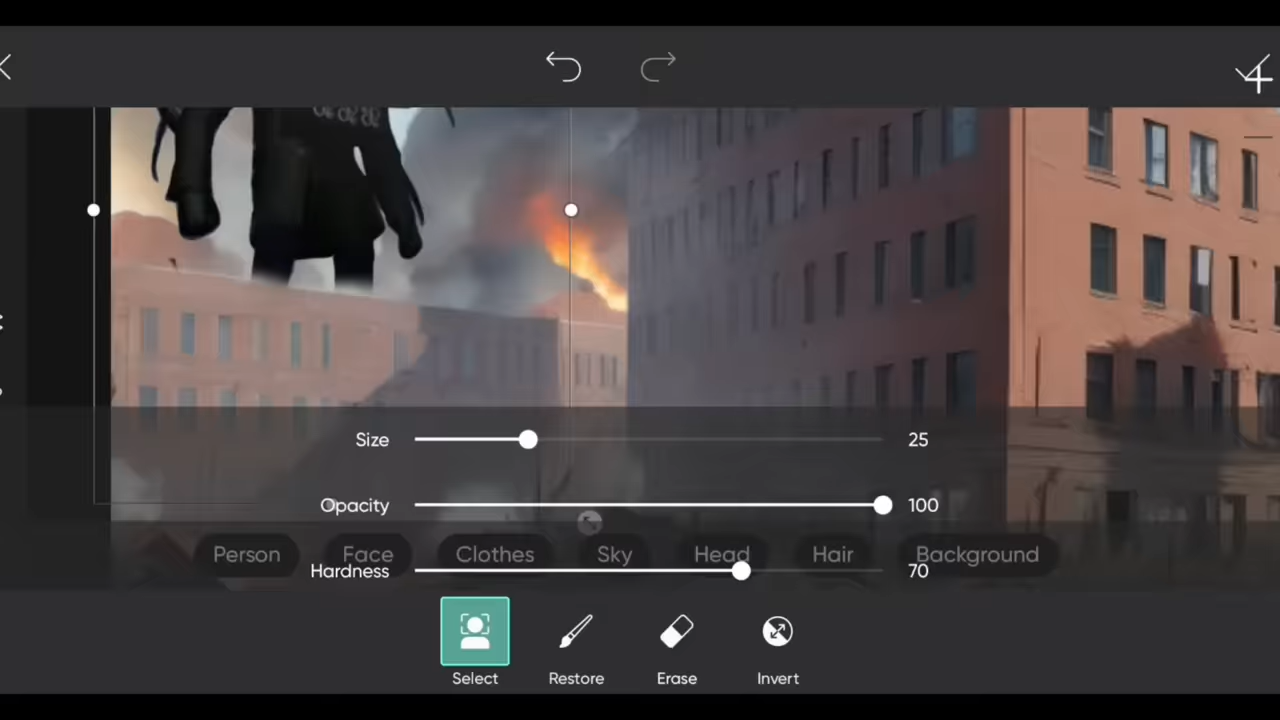 Size 25
Opacity 100
Person Face Clothes Sky Head Hair Background
Hardness 70
Select Restore Erase Invert